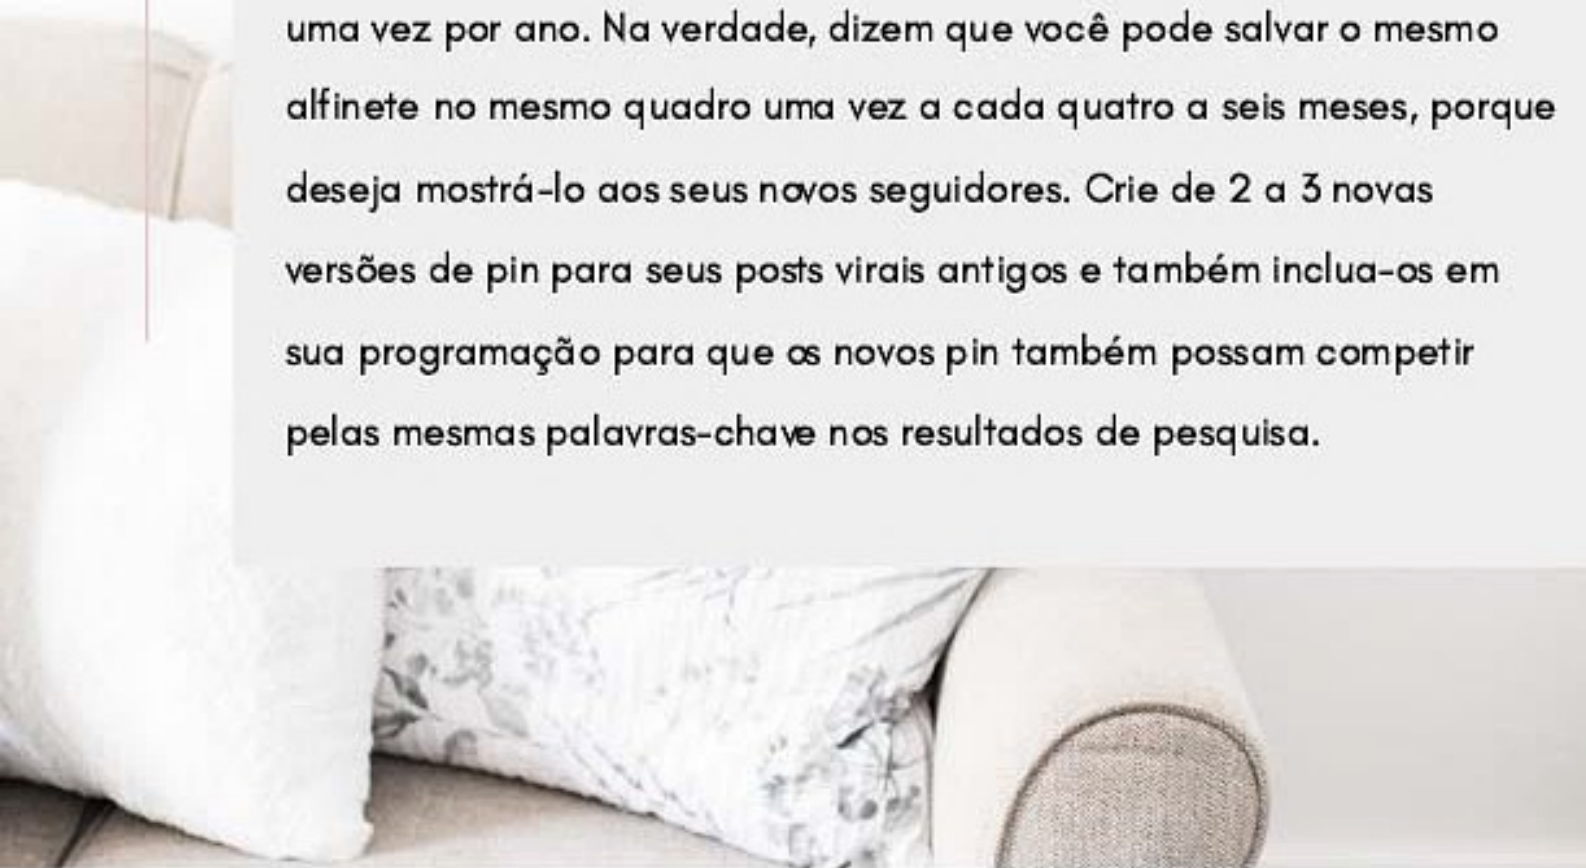 uma vez por ano. Na verdade, dizem que você pode salvar o mesmo
alfinete no mesmo quadro uma vez a cada quatro a seis meses, porque
deseja mostrá-lo aos seus novos seguidores. Crie de 2 a 3 novas
versões de pin para seus posts virais antigos e também inclua-os em
sua programação para que os novos pin também possam competir
pelas mesmas palavras-chave nos resultados de pesquisa.